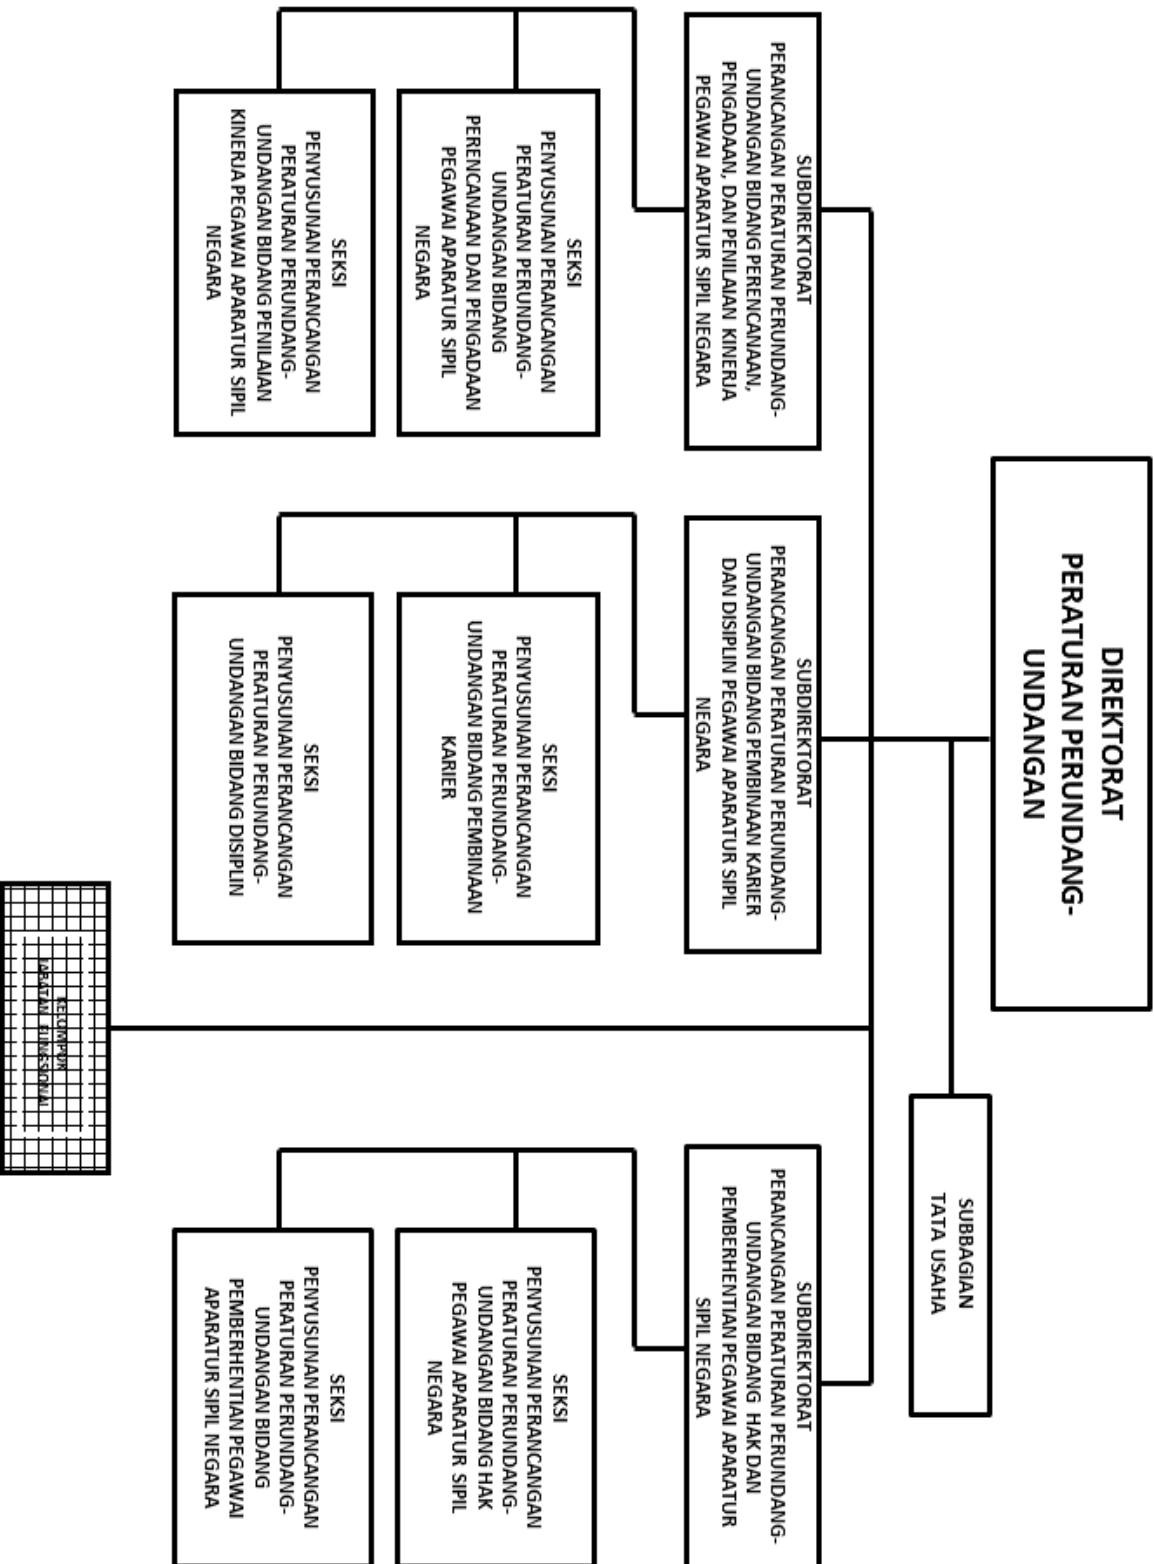 DIREKTORAT
PERATURAN PERUNDANG-
UNDANGAN
SUBBAGIAN
TATA USAHA
SUBDIREKTORAT
PERANCANGAN PERATURAN PERUNDANG-
UNDANGAN BIDANG PERENCANAAN,
PENGADAAN, DAN PENILAIAN KINERJA
PEGAWAI APARATUR SIPIL NEGARA
SUBDIREKTORAT
PERANCANGAN PERATURAN PERUNDANG-
UNDANGAN BIDANG PEMBINAAN KARIER
DAN DISIPLIN PEGAWAI APARATUR SIPIL
NEGARA
SUBDIREKTORAT
PERANCANGAN PERATURAN PERUNDANG-
UNDANGAN BIDANG HAK DAN
PEMBERHENTIAN PEGAWAI APARATUR
SIPIL NEGARA
SEKSI
PENYUSUNAN PERANCANGAN
PERATURAN PERUNDANG-
UNDANGAN BIDANG
PERENCANAAN DAN PENGADAAN
PEGAWAI APARATUR SIPIL
NEGARA
SEKSI
PENYUSUNAN PERANCANGAN
PERATURAN PERUNDANG-
UNDANGAN BIDANG PEMBINAAN
KARIER
SEKSI
PENYUSUNAN PERANCANGAN
PERATURAN PERUNDANG-
UNDANGAN BIDANG HAK
PEGAWAI APARATUR SIPIL
NEGARA
SEKSI
PENYUSUNAN PERANCANGAN
PERATURAN PERUNDANG-
UNDANGAN BIDANG PENILAIAN
KINERJA PEGAWAI APARATUR SIPIL
NEGARA
SEKSI
PENYUSUNAN PERANCANGAN
PERATURAN PERUNDANG-
UNDANGAN BIDANG DISIPLIN
SEKSI
PENYUSUNAN PERANCANGAN
PERATURAN PERUNDANG-
UNDANGAN BIDANG
PEMBERHENTIAN PEGAWAI
APARATUR SIPIL NEGARA
KELOMPOK
JABATAN FUNGSIONAL